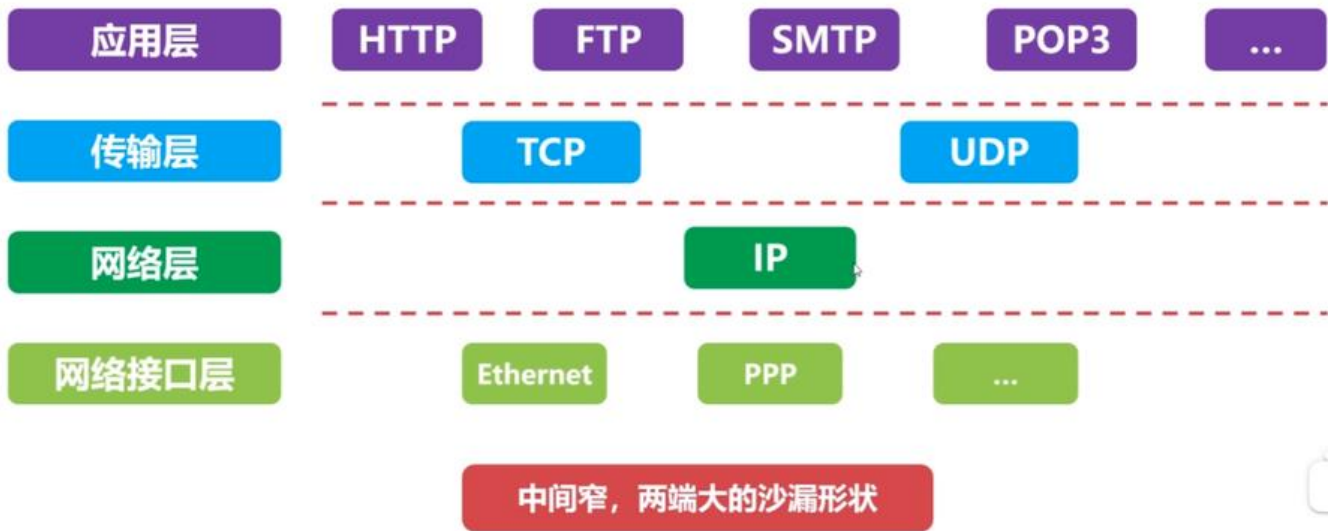 应用层 HTTP FTP SMTP POP3 ...
传输层 TCP UDP
网络层 IP
网络接口层 Ethernet PPP ...
中间窄，两端大的沙漏形状